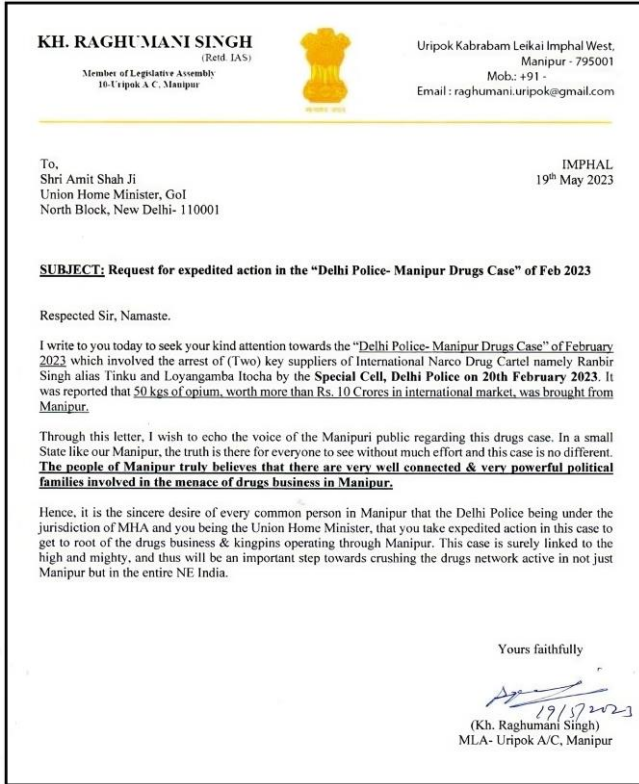 KH. RAGHUMANI SINGH
(Retd. IAS)
Member of Legislative Assembly
10-Uripok A C, Manipur
Uripok Kabrabam Leikai Imphal West,
Manipur - 795001
Mob.: +91 -
Email : raghumani.uripok@gmail.com
To,
Shri Amit Shah Ji
Union Home Minister, GoI
North Block, New Delhi- 110001
IMPHAL
19th May 2023
SUBJECT: Request for expedited action in the “Delhi Police- Manipur Drugs Case” of Feb 2023
Respected Sir, Namaste.
I write to you today to seek your kind attention towards the “Delhi Police- Manipur Drugs Case” of February
2023 which involved the arrest of (Two) key suppliers of International Narco Drug Cartel namely Ranbir
Singh alias Tinku and Loyangamba Itocha by the Special Cell, Delhi Police on 20th February 2023. It
was reported that 50 kgs of opium, worth more than Rs. 10 Crores in international market, was brought from
Manipur.
Through this letter, I wish to echo the voice of the Manipuri public regarding this drugs case. In a small
State like our Manipur, the truth is there for everyone to see without much effort and this case is no different.
The people of Manipur truly believes that there are very well connected & very powerful political
families involved in the menace of drugs business in Manipur.
Hence, it is the sincere desire of every common person in Manipur that the Delhi Police being under the
jurisdiction of MHA and you being the Union Home Minister, that you take expedited action in this case to
get to root of the drugs business & kingpins operating through Manipur. This case is surely linked to the
high and mighty, and thus will be an important step towards crushing the drugs network active in not just
Manipur but in the entire NE India.
Yours faithfully
19/5/2023
(Kh. Raghumani Singh)
MLA- Uripok A/C, Manipur